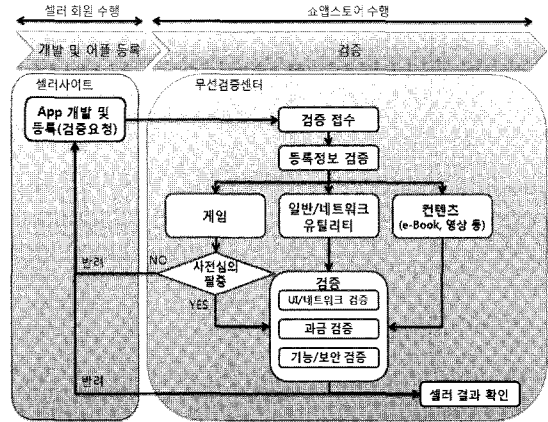 셀러 회원 수행
쇼앱스토어 수행
개발 및 어플 등록
검증
셀러사이트
무선검증센터
App 개발 및
등록(검증요청)
검증 접수
등록정보 검증
게임
일반/네트워크
유틸리티
컨텐츠
(e-Book, 영상 등)
반려
NO
사전심의
필증
YES
검증
UI/네트워크 검증
과금 검증
기능/보안 검증
반려
셀러 결과 확인